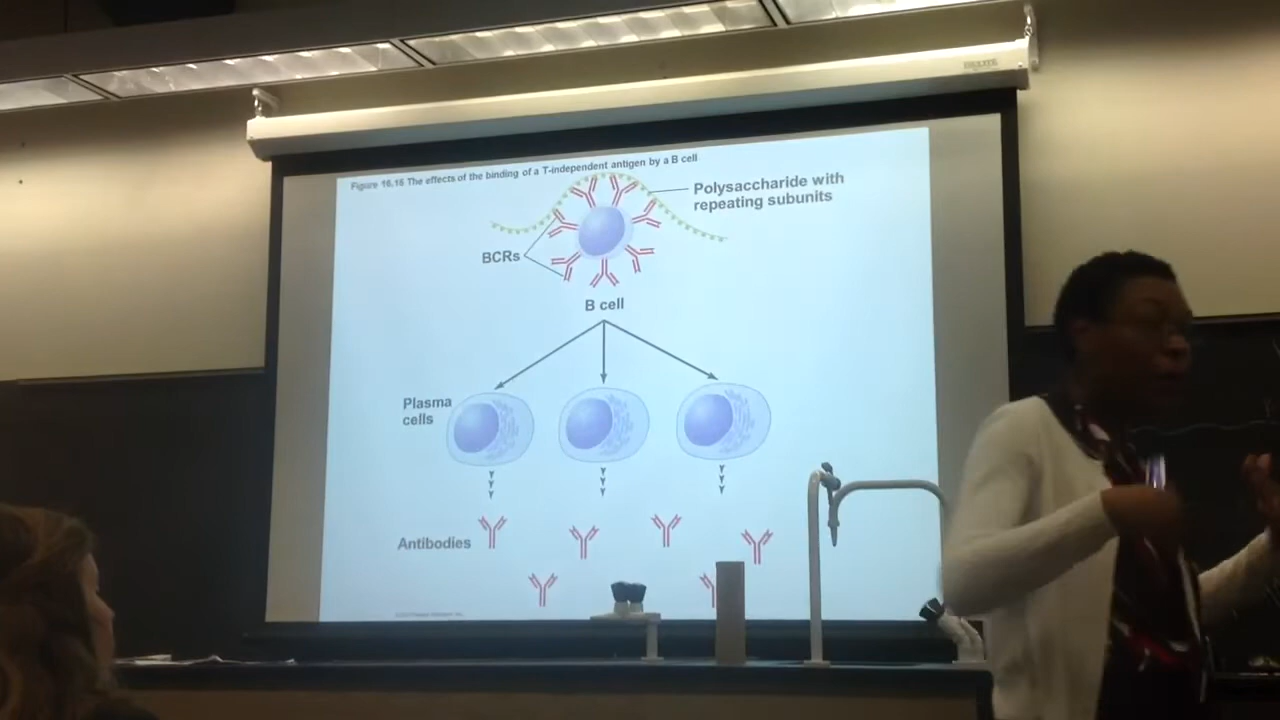 Figure 16.16 The effects of the binding of a T-independent antigen by a B cell
Polysaccharide with
repeating subunits
BCRs
B cell
Plasma
cells
Antibodies